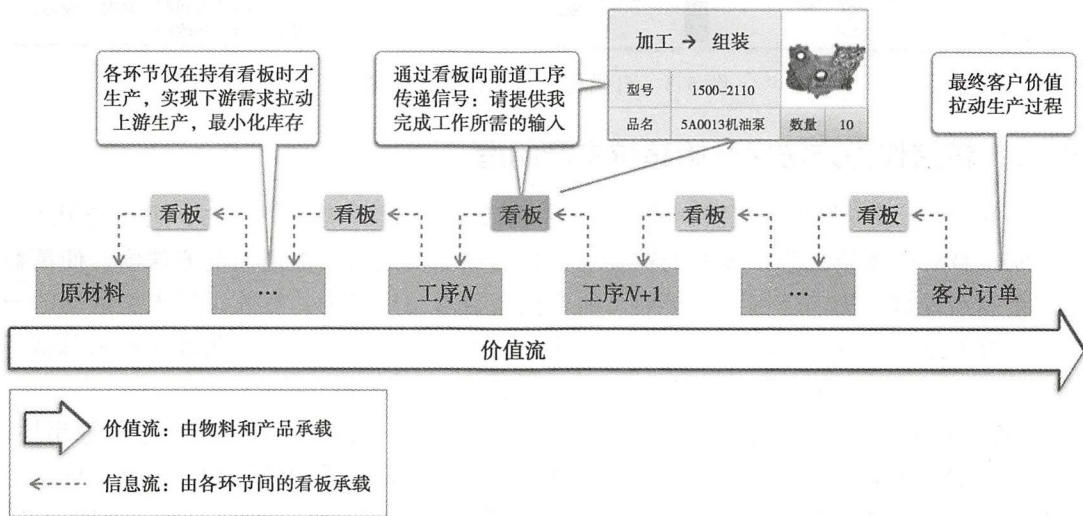 各环节仅在持有看板时才
生产，实现下游需求拉动
上游生产，最小化库存
通过看板向前道工序
传递信号：请提供我
完成工作所需的输入
加工 → 组装
型号 1500-2110
品名 5A0013机油泵 数量 10
最终客户价值
拉动生产过程
看板 看板 看板 看板 看板
原材料 … 工序N 工序N+1 … 客户订单
价值流
价值流：由物料和产品承载
信息流：由各环节间的看板承载